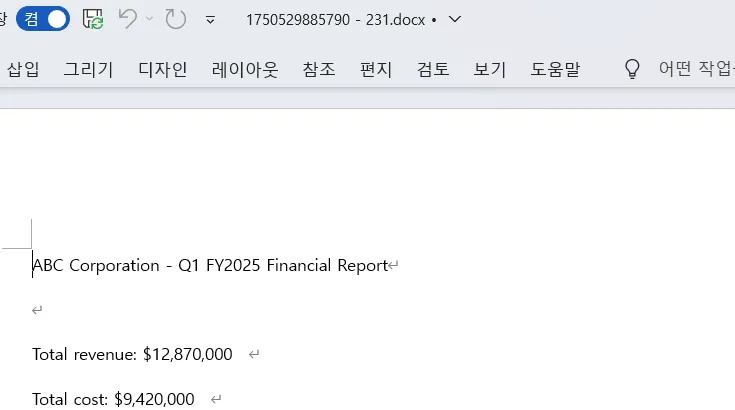 장 켬 1750529885790 - 231.docx •
삽입 그리기 디자인 레이아웃 참조 편지 검토 보기 도움말 어떤 작업을
ABC Corporation - Q1 FY2025 Financial Report
Total revenue: $12,870,000
Total cost: $9,420,000